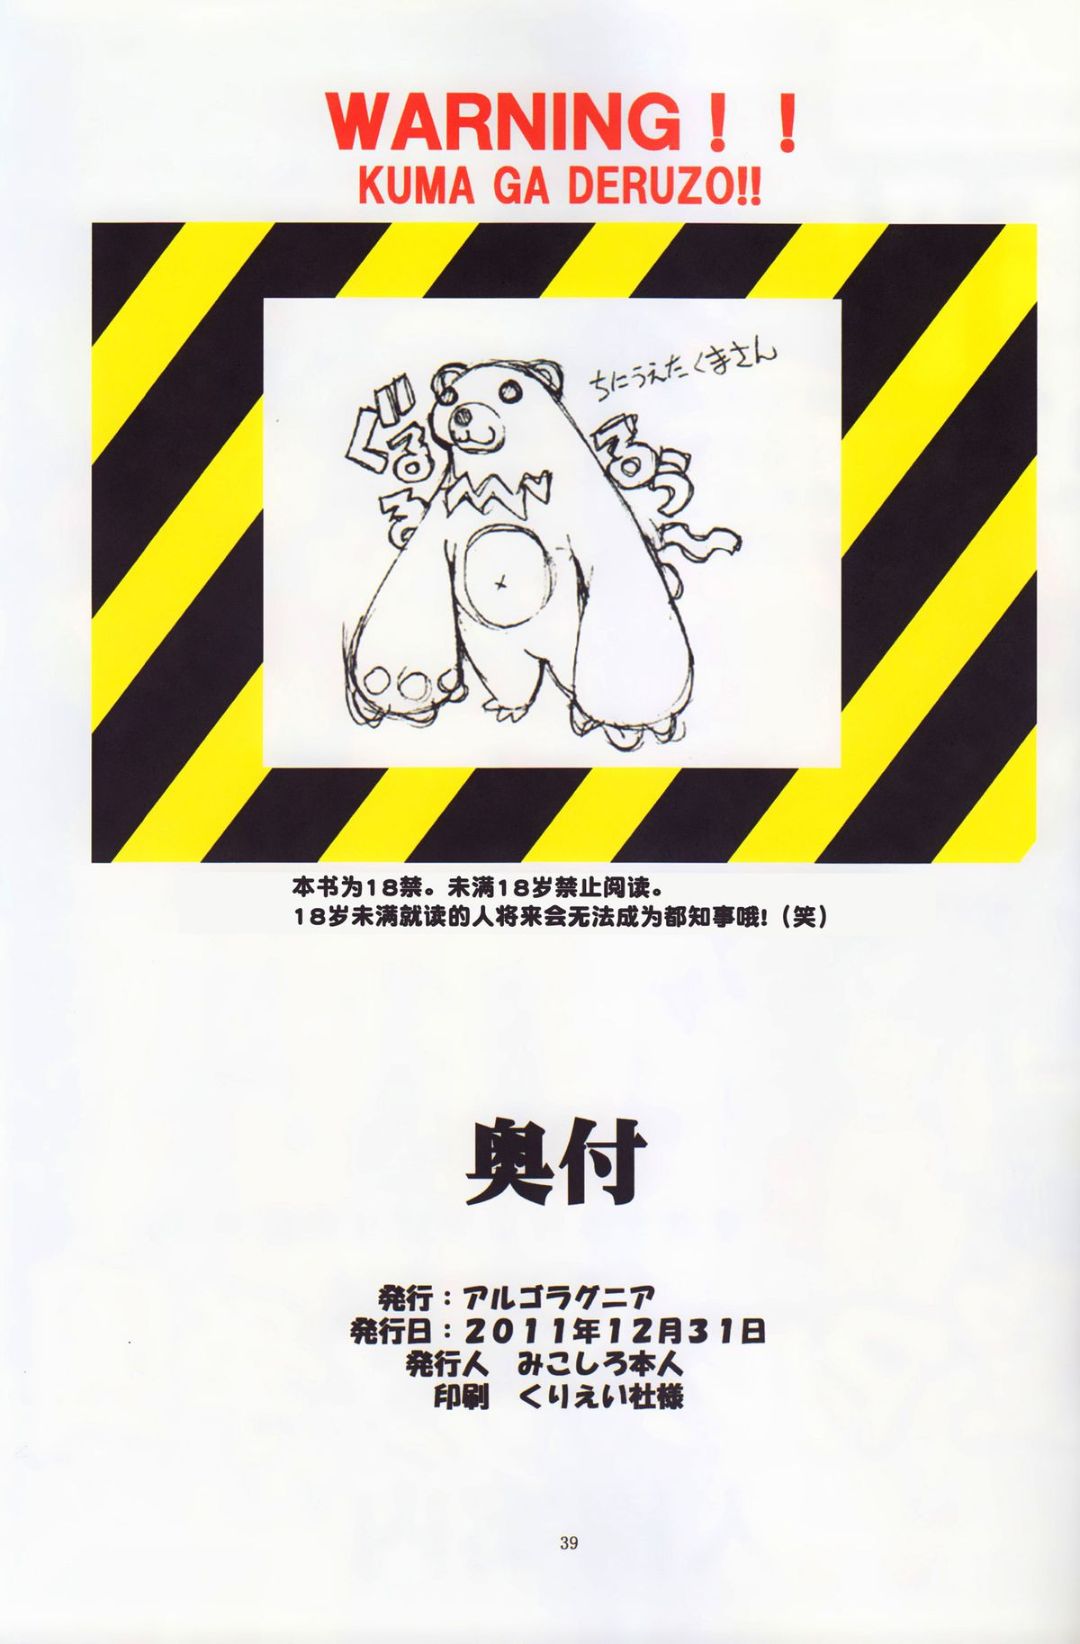 WARNING！！
KUMA GA DERUZO!!
ちにうえたくまさん
ぐるる
るぅ〜
本书为18禁。未满18岁禁止阅读。
18岁未满就读的人将来会无法成为都知事哦!（笑）
奥付
発行：アルゴラグニア
発行日：２０１１年１２月３１日
発行人　みこしろ本人
印刷　くりえい社様
39